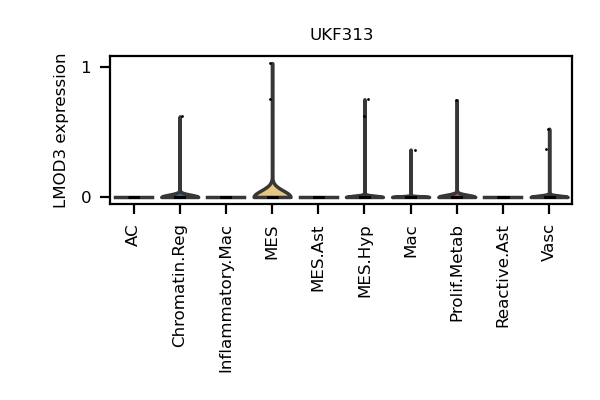 UKF313
LMOD3 expression
1
0
AC
Chromatin.Reg
Inflammatory.Mac
MES
MES.Ast
MES.Hyp
Mac
Prolif.Metab
Reactive.Ast
Vasc